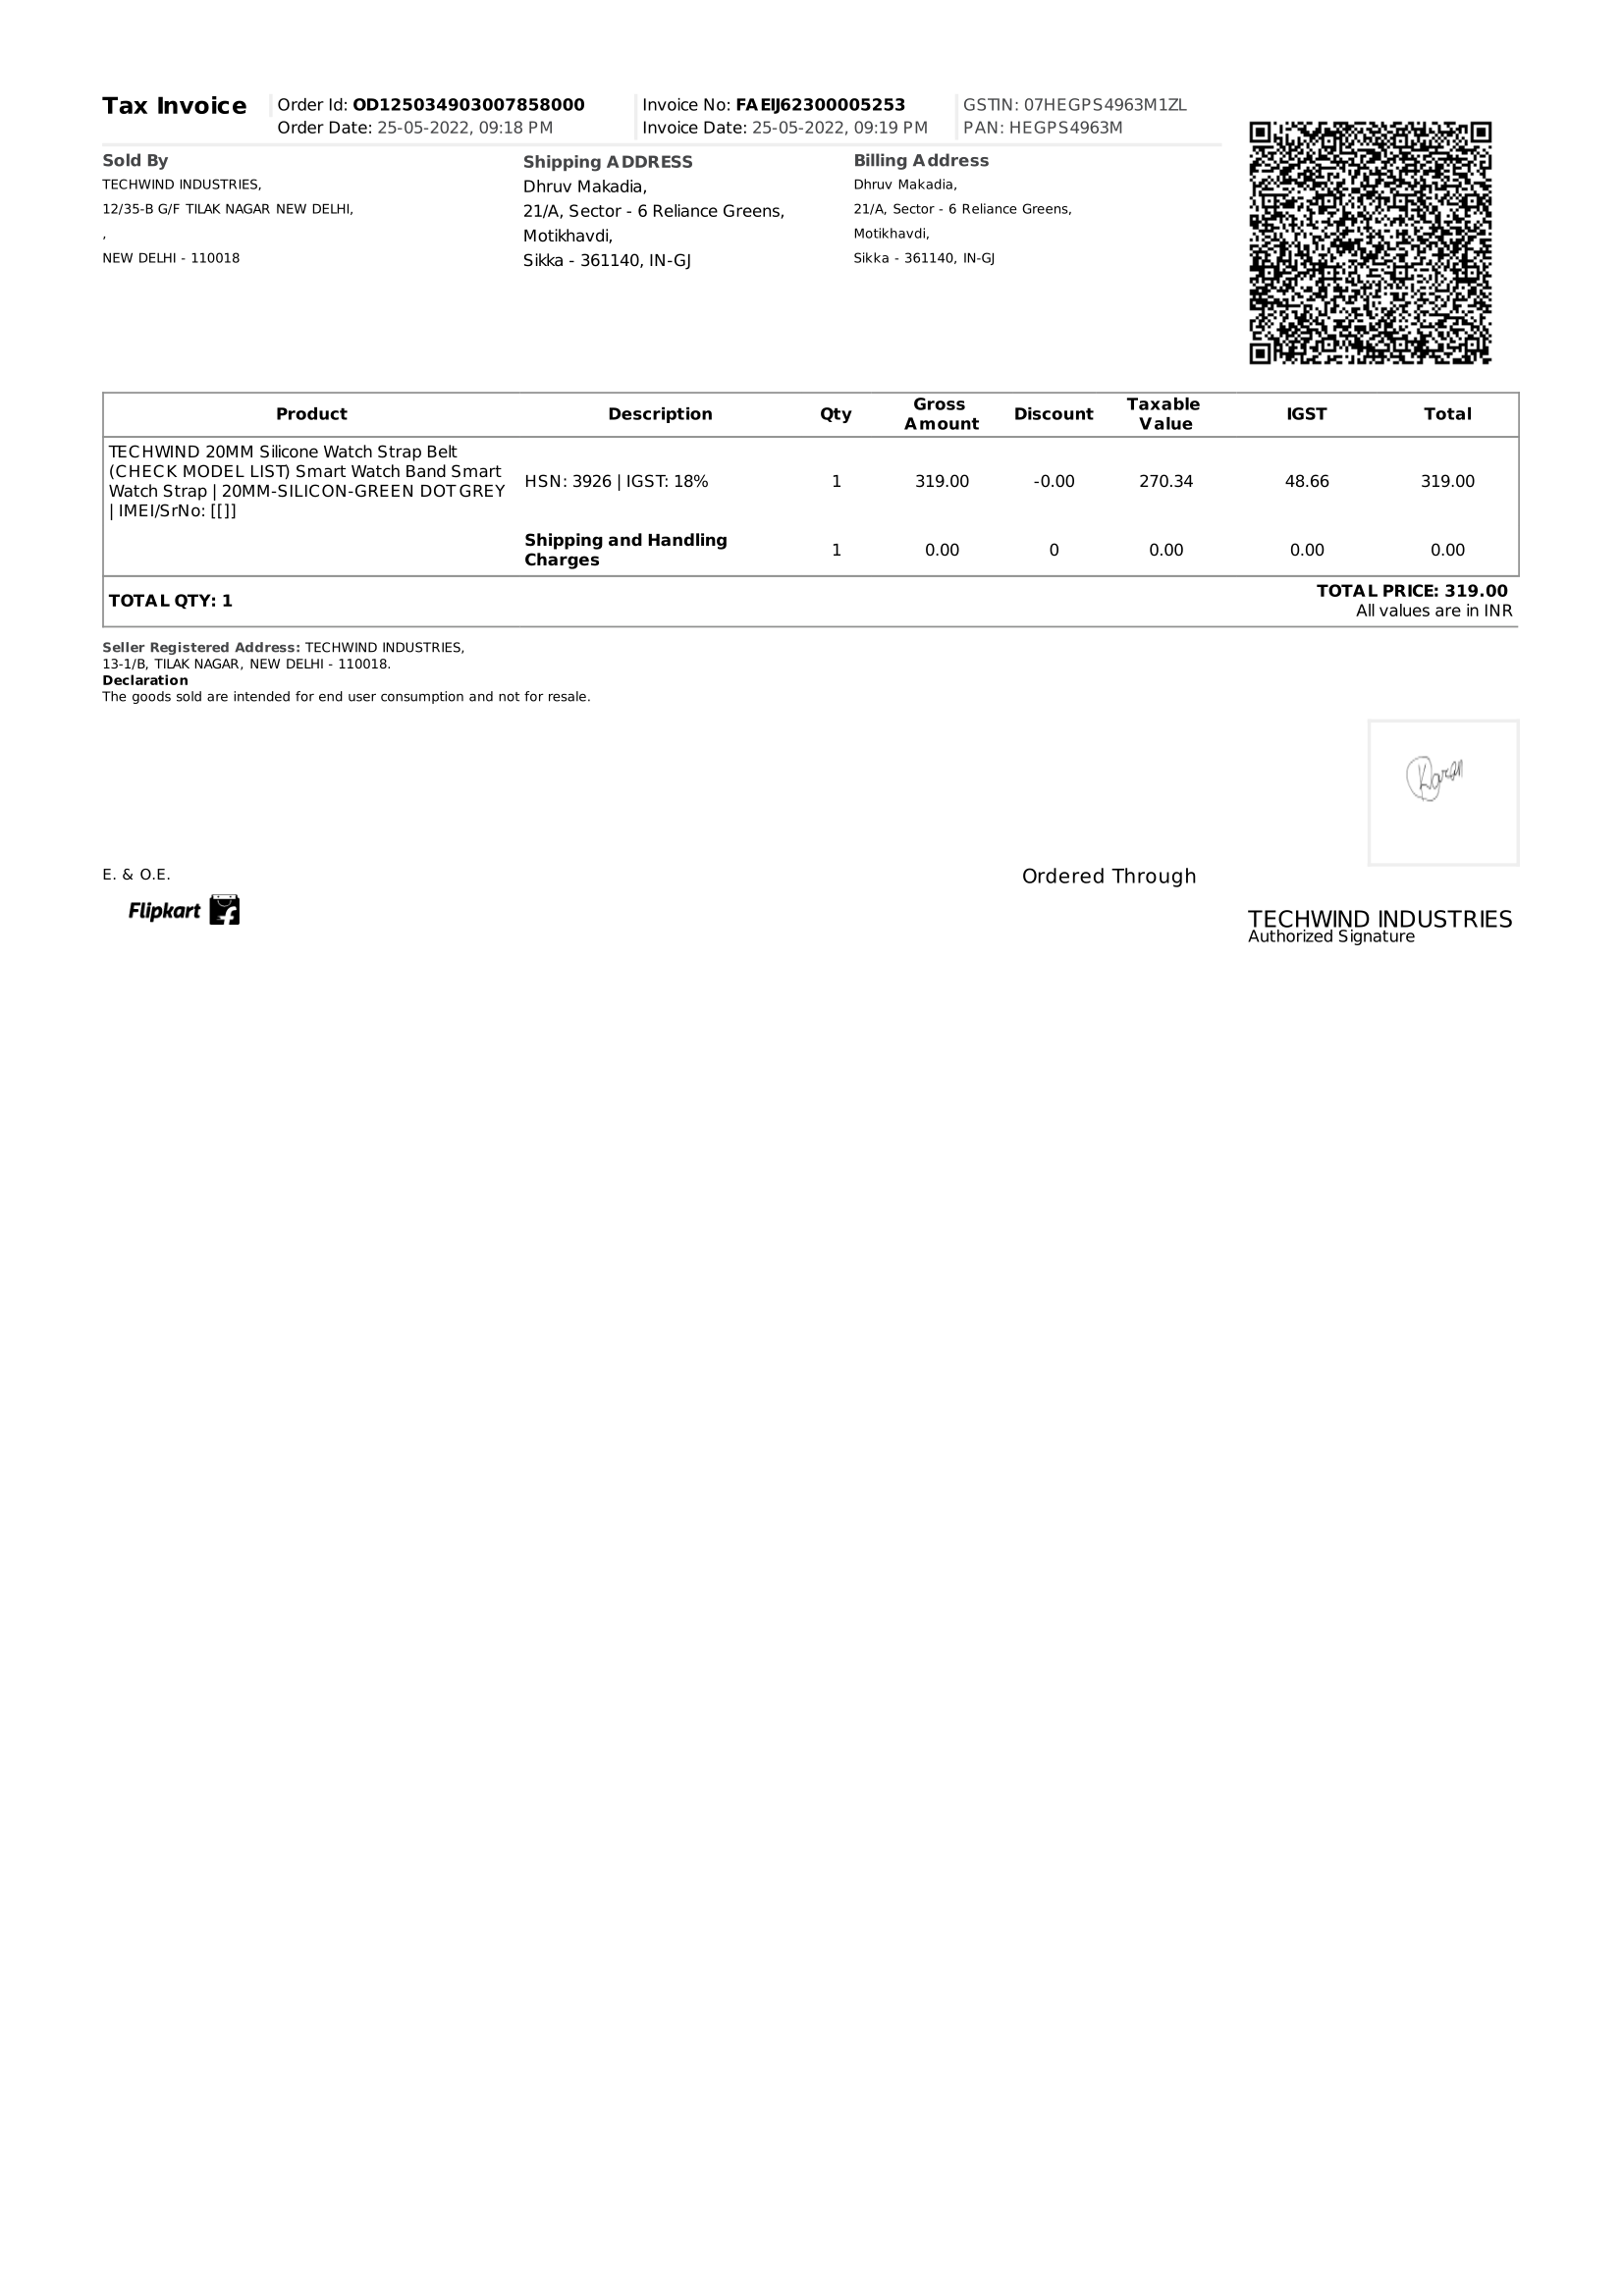 Tax Invoice
Order Id: OD125034903007858000
Order Date: 25-05-2022, 09:18 PM
Invoice No: FAEIJ62300005253
Invoice Date: 25-05-2022, 09:19 PM
GSTIN: 07HEGPS4963M1ZL
PAN: HEGPS4963M
Sold By
TECHWIND INDUSTRIES,
12/35-B G/F TILAK NAGAR NEW DELHI,
,
NEW DELHI - 110018
Shipping ADDRESS
Dhruv Makadia,
21/A, Sector - 6 Reliance Greens,
Motikhavdi,
Sikka - 361140, IN-GJ
Billing Address
Dhruv Makadia,
21/A, Sector - 6 Reliance Greens,
Motikhavdi,
Sikka - 361140, IN-GJ
Product Description Qty Gross Amount Discount Taxable Value IGST Total
TECHWIND 20MM Silicone Watch Strap Belt
(CHECK MODEL LIST) Smart Watch Band Smart
Watch Strap | 20MM-SILICON-GREEN DOT GREY
| IMEI/SrNo: [[]]
HSN: 3926 | IGST: 18% 1 319.00 -0.00 270.34 48.66 319.00
Shipping and Handling
Charges
1 0.00 0 0.00 0.00 0.00
TOTAL QTY: 1
TOTAL PRICE: 319.00
All values are in INR
Seller Registered Address: TECHWIND INDUSTRIES,
13-1/B, TILAK NAGAR, NEW DELHI - 110018.
Declaration
The goods sold are intended for end user consumption and not for resale.
Karan
E. & O.E.
Ordered Through
Flipkart
TECHWIND INDUSTRIES
Authorized Signature